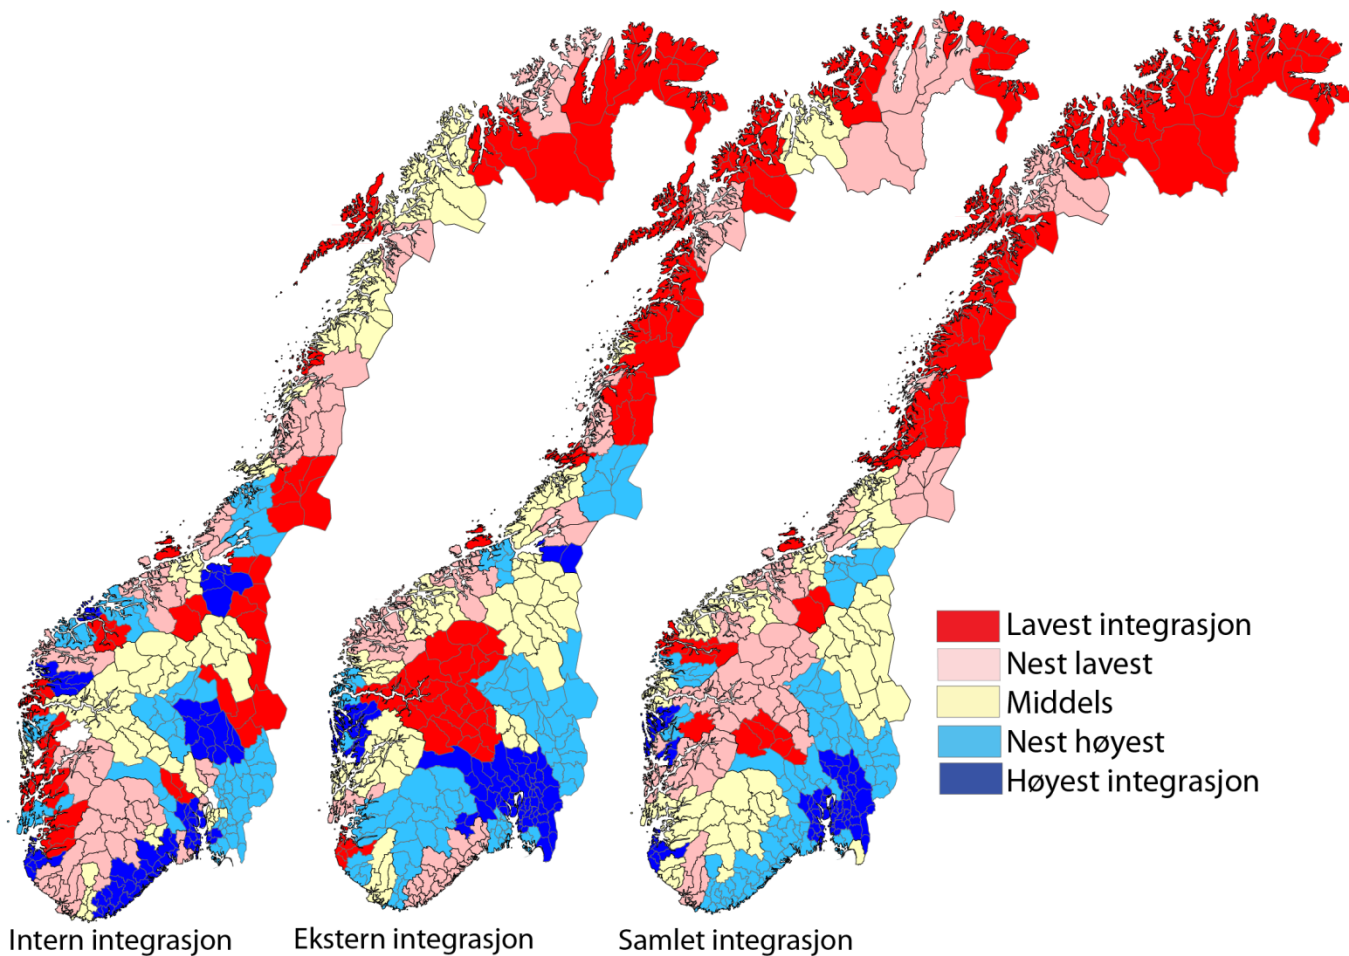 Lavest integrasjon
Nest lavest
Middels
Nest høyest
Høyest integrasjon
Intern integrasjon
Ekstern integrasjon
Samlet integrasjon